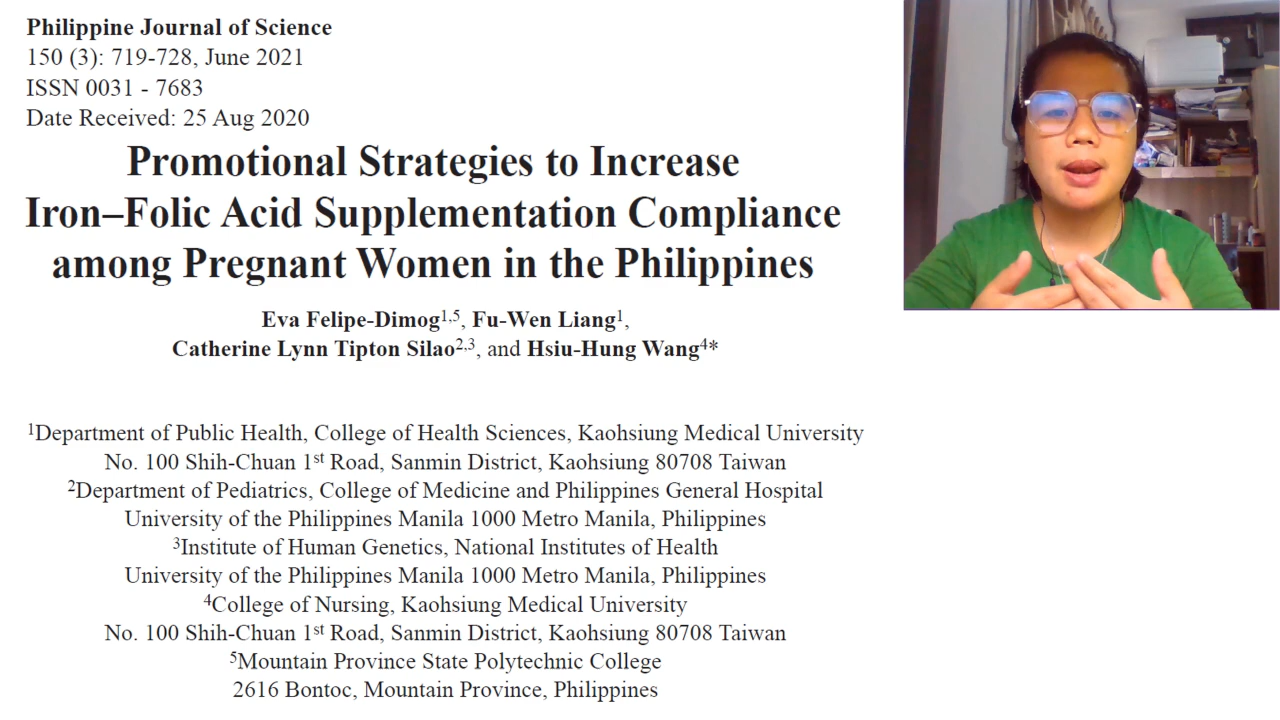 Philippine Journal of Science
150 (3): 719-728, June 2021
ISSN 0031 - 7683
Date Received: 25 Aug 2020
Promotional Strategies to Increase
Iron–Folic Acid Supplementation Compliance
among Pregnant Women in the Philippines
Eva Felipe-Dimog1,5, Fu-Wen Liang1,
Catherine Lynn Tipton Silao2,3, and Hsiu-Hung Wang4*
1Department of Public Health, College of Health Sciences, Kaohsiung Medical University
No. 100 Shih-Chuan 1st Road, Sanmin District, Kaohsiung 80708 Taiwan
2Department of Pediatrics, College of Medicine and Philippines General Hospital
University of the Philippines Manila 1000 Metro Manila, Philippines
3Institute of Human Genetics, National Institutes of Health
University of the Philippines Manila 1000 Metro Manila, Philippines
4College of Nursing, Kaohsiung Medical University
No. 100 Shih-Chuan 1st Road, Sanmin District, Kaohsiung 80708 Taiwan
5Mountain Province State Polytechnic College
2616 Bontoc, Mountain Province, Philippines